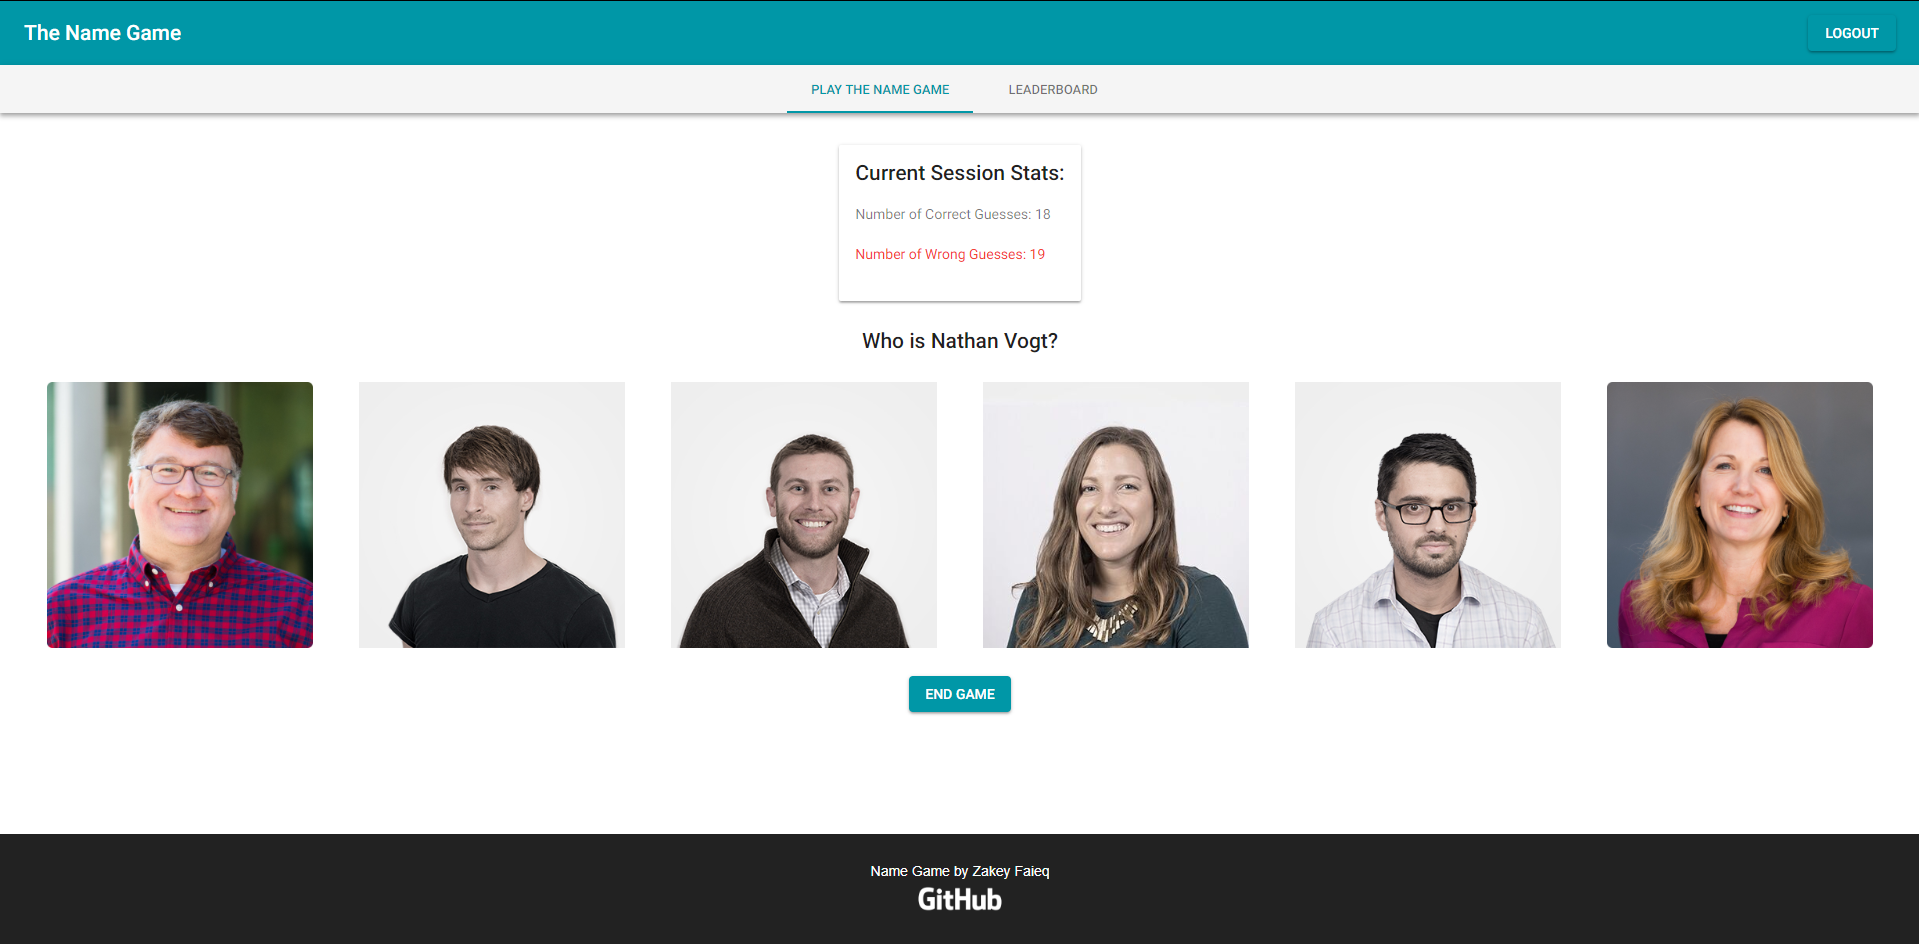 The Name Game
LOGOUT
PLAY THE NAME GAME
LEADERBOARD
Current Session Stats:
Number of Correct Guesses: 18
Number of Wrong Guesses: 19
Who is Nathan Vogt?
END GAME
Name Game by Zakey Faieq
GitHub